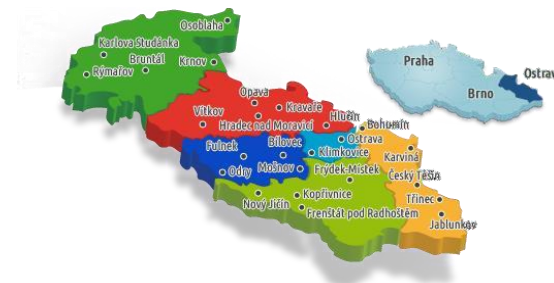 Osoblaha
Karlova Studánka
Bruntál
Krnov
Rýmařov
Praha
Brno
Ostrav
Opava
Kravaře
Vítkov
Hradec nad Moravicí
Hlučín
Bohumín
Fulnek
Bílovec
Ostrava
Klimkovice
Karviná
Odry
Mošnov
Frýdek-Místek
Český Těšín
Nový Jičín
Kopřivnice
Třinec
Frenštát pod Radhoštěm
Jablunkov